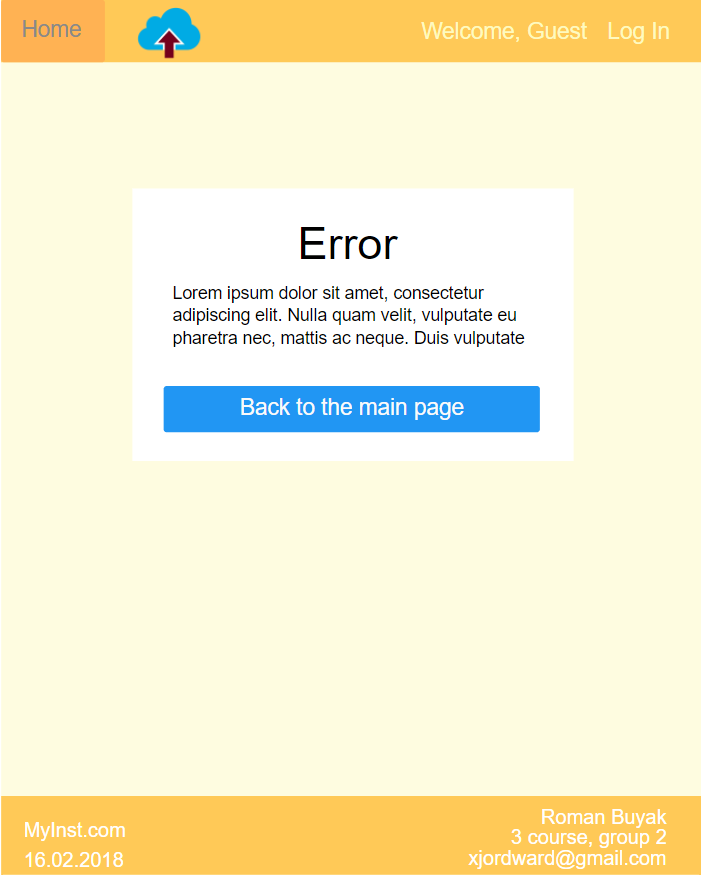 Home
Welcome, Guest Log In
Error
Lorem ipsum dolor sit amet, consectetur
adipiscing elit. Nulla quam velit, vulputate eu
pharetra nec, mattis ac neque. Duis vulputate
Back to the main page
MyInst.com
16.02.2018
Roman Buyak
3 course, group 2
xjordward@gmail.com